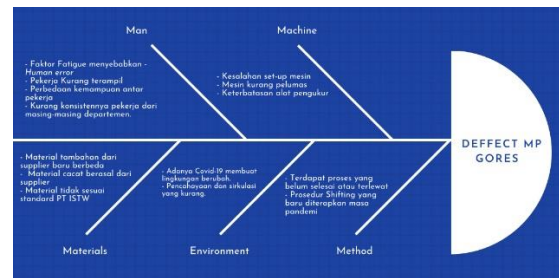 Man
Machine
- Faktor Fatigue menyebabkan -
Human error
- Pekerja Kurang terampil
- Perbedaan kemampuan antar
pekerja
- Kurang konsistennya pekerja dari
masing-masing departemen.
- Kesalahan set-up mesin
- Mesin kurang pelumas
- Keterbatasan alat pengukur
DEFFECT MP
GORES
- Material tambahan dari
supplier baru berbeda
- Material cacat berasal dari
supplier
- Material tidak sesuai
standard PT ISTW
- Adanya Covid-19 membuat
lingkungan berubah.
- Pencahayaan dan sirkulasi
yang kurang.
- Terdapat proses yang
belum selesai atau terlewat
- Prosedur Shifting yang
baru diterapkan masa
pandemi
Materials
Environment
Method